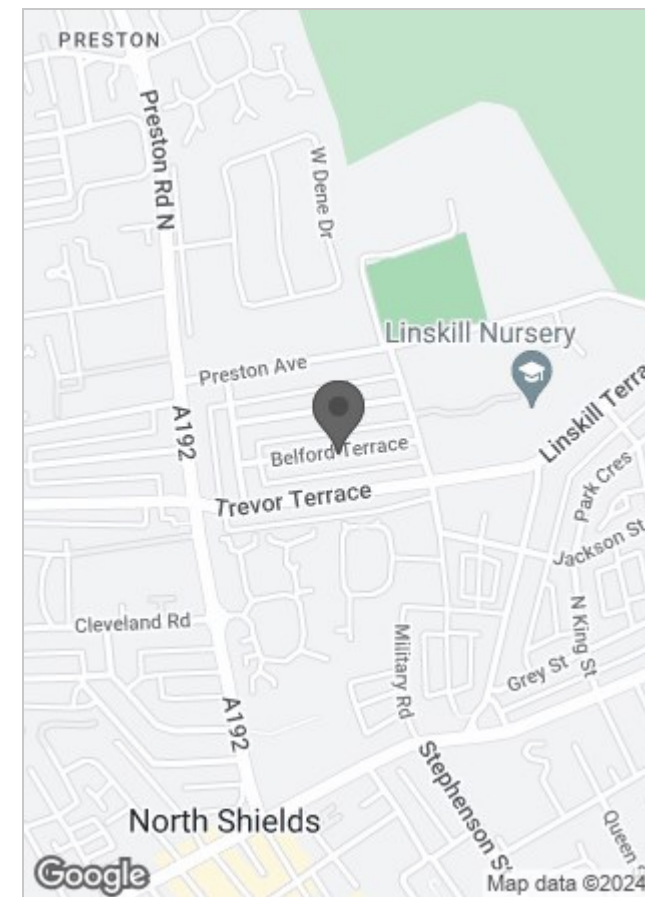 PRESTON
Preston Rd N
W Dene Dr
Linskill Nursery
Preston Ave
A192
Linskill Terra
Belford Terrace
Trevor Terrace
Park Cres
Jackson St
Cleveland Rd
Military Rd
N King St
Grey St
A192
Stephenson S
North Shields
Queen S
Google
Map data ©2024